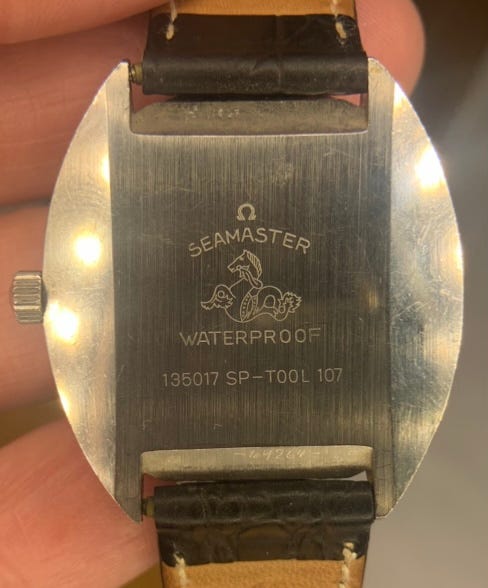 Ω
SEAMASTER
WATERPROOF
135017 SP-TOOL 107